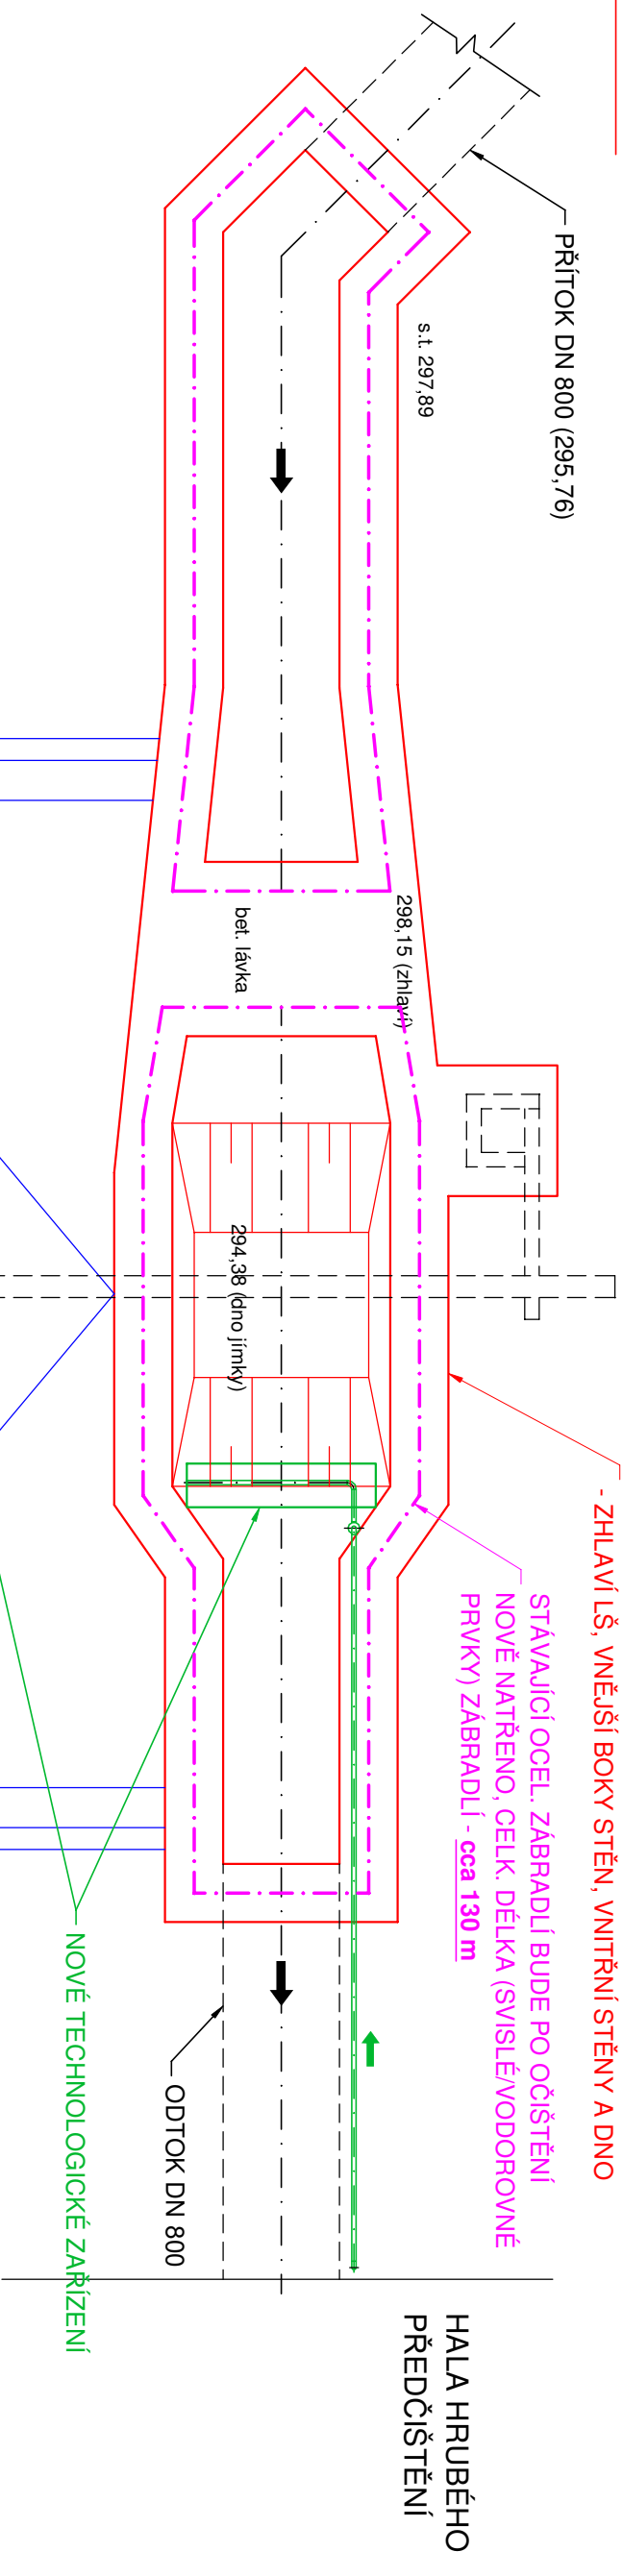 PŘÍTOK DN 800 (295,76)
s.t. 297,89
298,15 (zhlaví)
bet. lávka
294,38 (dno jímky)
- ZHLAVÍ LŠ, VNĚJŠÍ BOKY STĚN, VNITŘNÍ STĚNY A DNO
STÁVAJÍCÍ OCEL. ZÁBRADLÍ BUDE PO OČIŠTĚNÍ
NOVĚ NATŘENO, CELK. DÉLKA (SVISLÉ/VODOROVNÉ
PRVKY) ZÁBRADLÍ - cca 130 m
ODTOK DN 800
NOVÉ TECHNOLOGICKÉ ZAŘÍZENÍ
HALA HRUBÉHO
PŘEDČIŠTĚNÍ